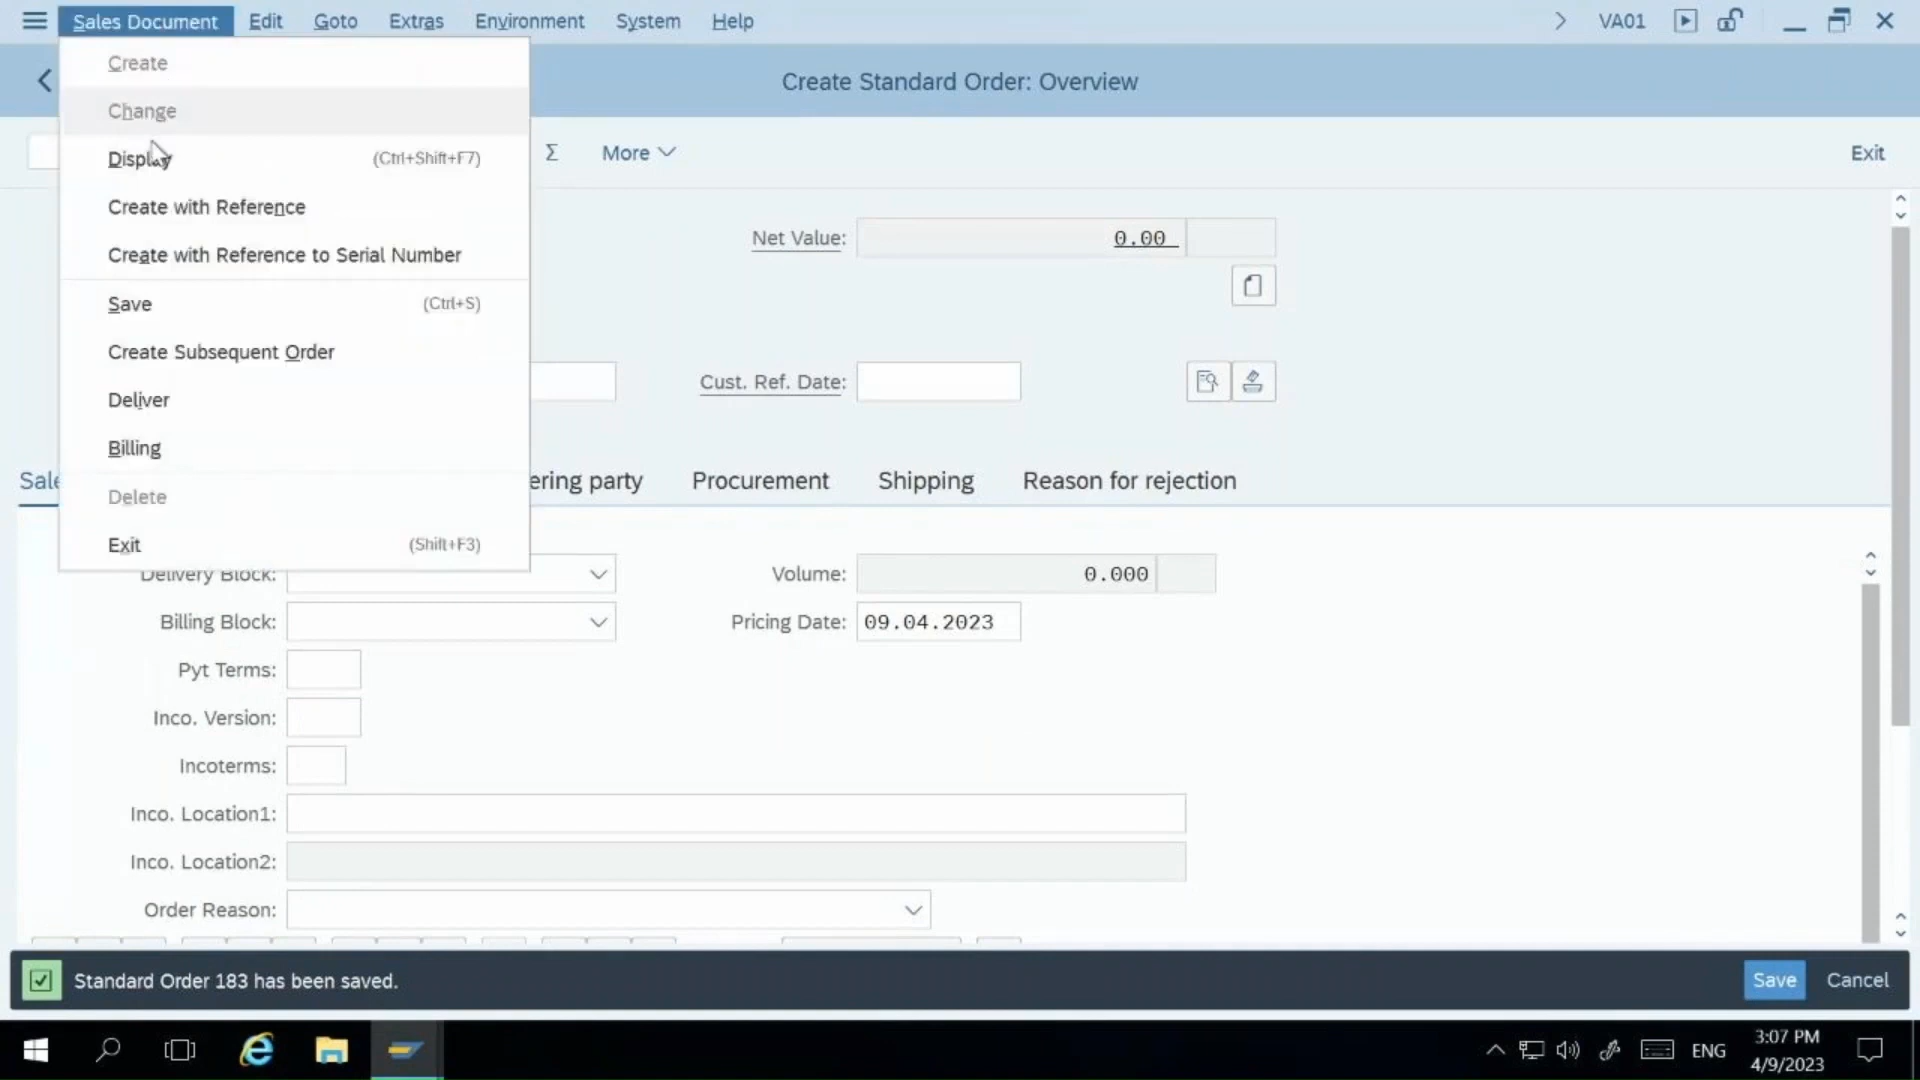 Sales Document Edit Goto Extras Environment System Help VA01
Create
Create Standard Order: Overview
Change
Display (Ctrl+Shift+F7)
Σ More Exit
Create with Reference
Net Value: 0.00
Create with Reference to Serial Number
Save (Ctrl+S)
Create Subsequent Order
Cust. Ref. Date:
Deliver
Billing
Sale ering party Procurement Shipping Reason for rejection
Delete
Exit (Shift+F3)
Delivery Block: Volume: 0.000
Billing Block: Pricing Date: 09.04.2023
Pyt Terms:
Inco. Version:
Incoterms:
Inco. Location1:
Inco. Location2:
Order Reason:
Standard Order 183 has been saved. Save Cancel
ENG 3:07 PM
4/9/2023